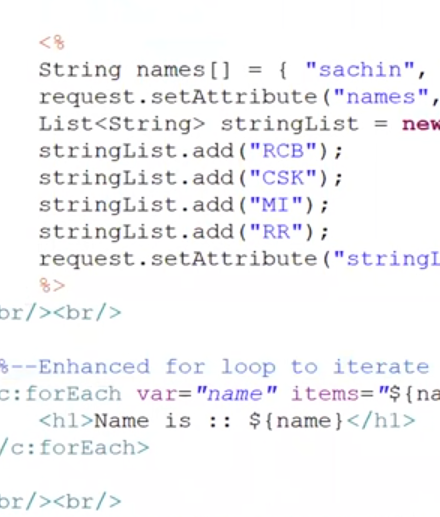 <%
String names[] = { "sachin",
request.setAttribute("names",
List<String> stringList = new
stringList.add("RCB");
stringList.add("CSK");
stringList.add("MI");
stringList.add("RR");
request.setAttribute("stringL
%>
br/><br/>
%--Enhanced for loop to iterate
c:forEach var="name" items="${na
<h1>Name is :: ${name}</h1>
/c:forEach>
br/><br/>